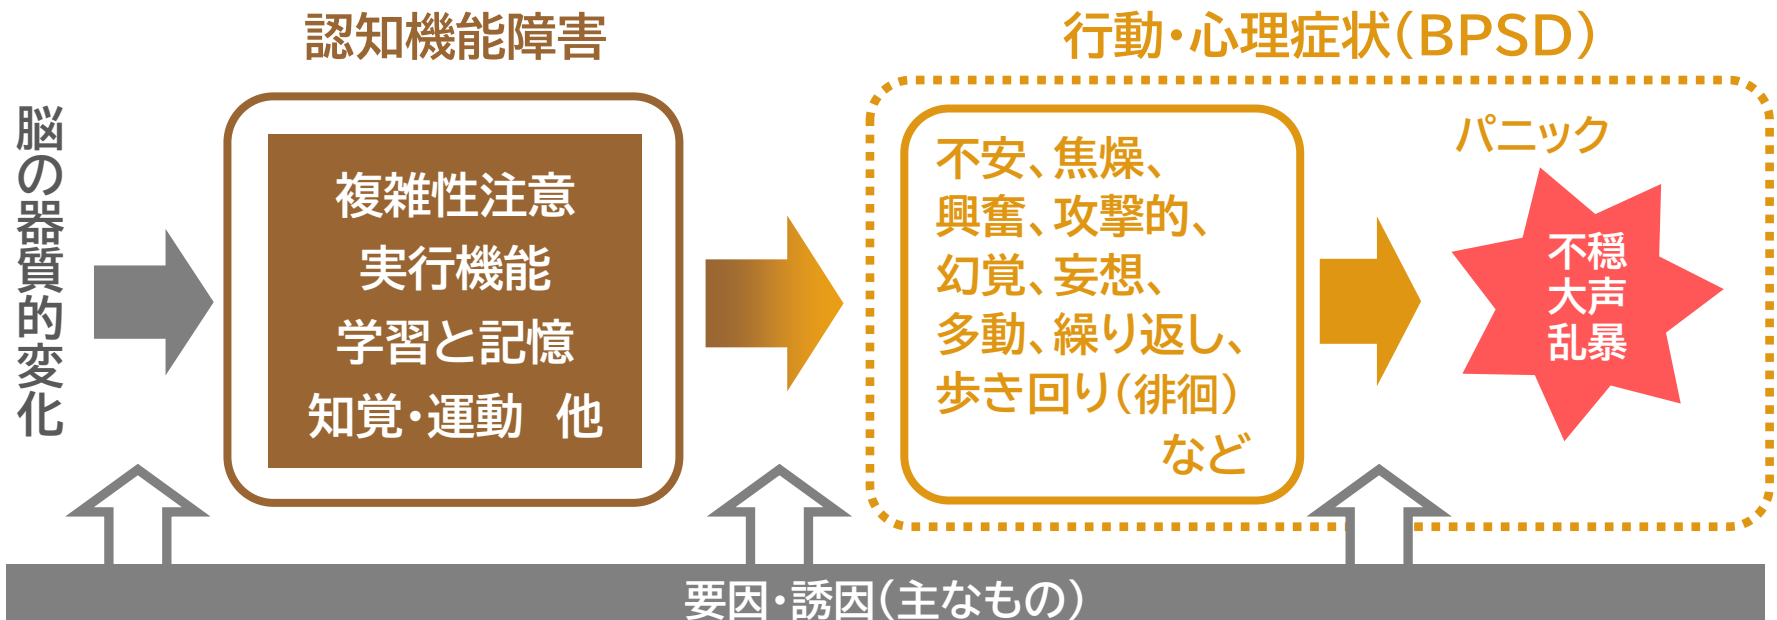 認知機能障害
行動・心理症状（BPSD）
脳の器質的変化
複雑性注意
実行機能
学習と記憶
知覚・運動　他
不安、焦燥、
興奮、攻撃的、
幻覚、妄想、
多動、繰り返し、
歩き回り（徘徊）
など
パニック
不穏
大声
乱暴
要因・誘因（主なもの）